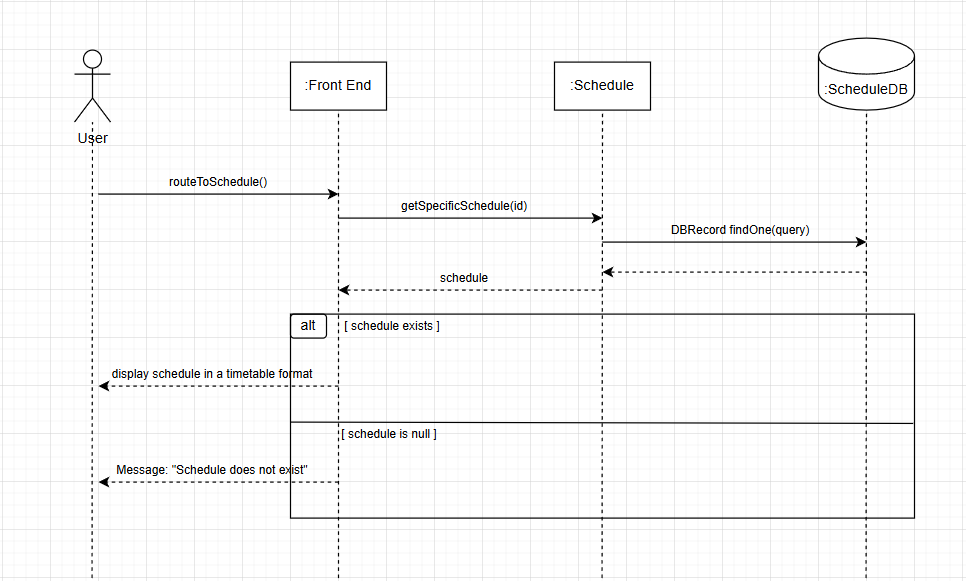 :Front End
:Schedule
:ScheduleDB
User
routeToSchedule()
getSpecificSchedule(id)
DBRecord findOne(query)
schedule
alt
[ schedule exists ]
display schedule in a timetable format
[ schedule is null ]
Message: "Schedule does not exist"